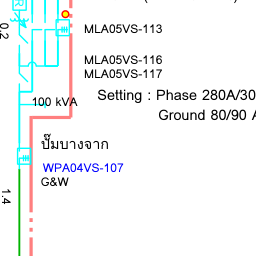 R
0.2
MLA05VS-113
MLA05VS-116
MLA05VS-117
Setting : Phase 280A/30
100 kVA
Ground 80/90 A
ปั๊มบางจาก
WPA04VS-107
G&W
1.4